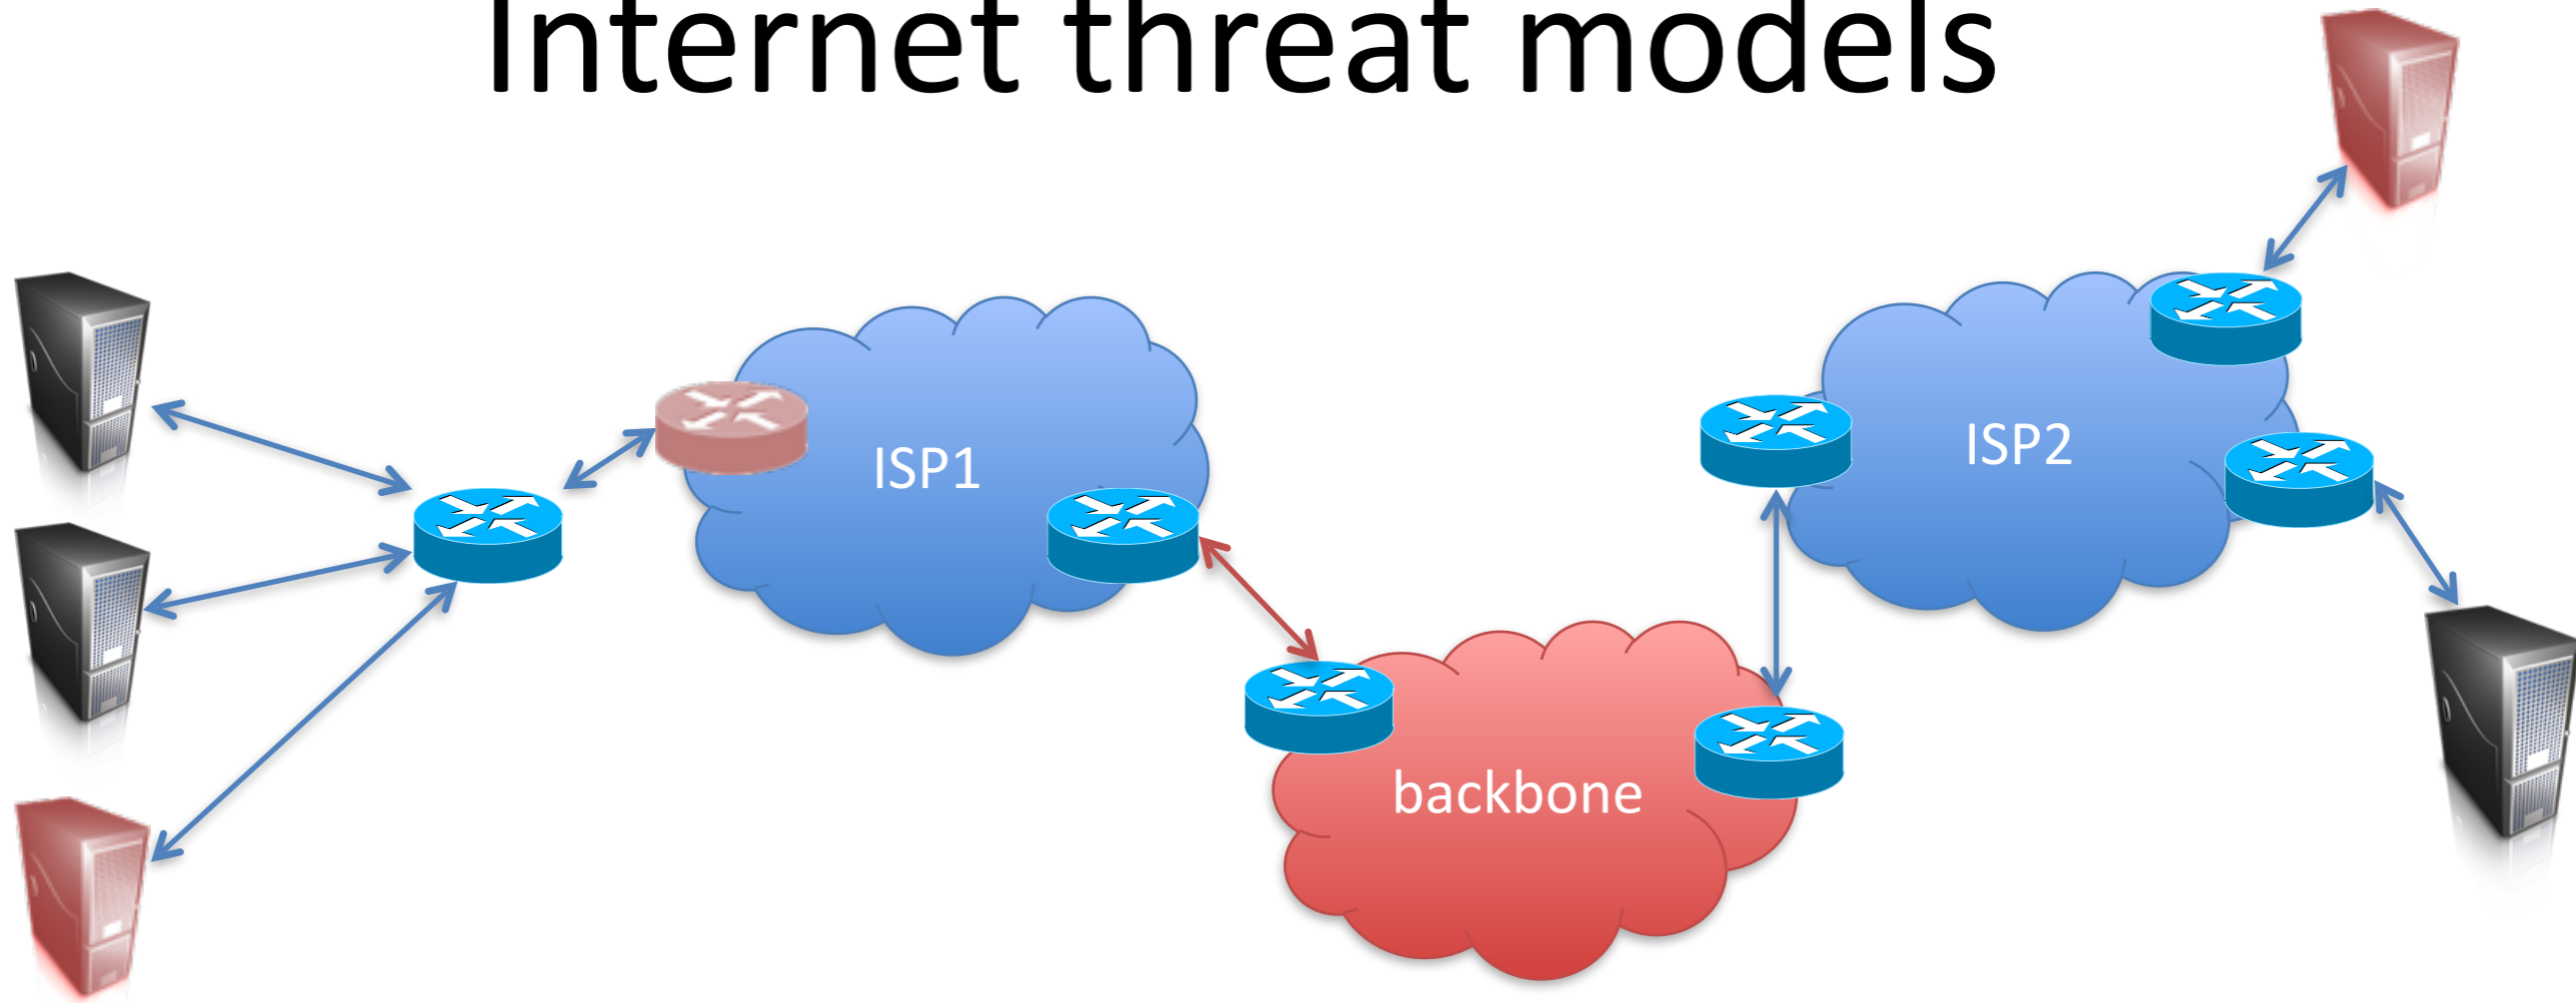 Internet threat models
ISP1
ISP2
backbone